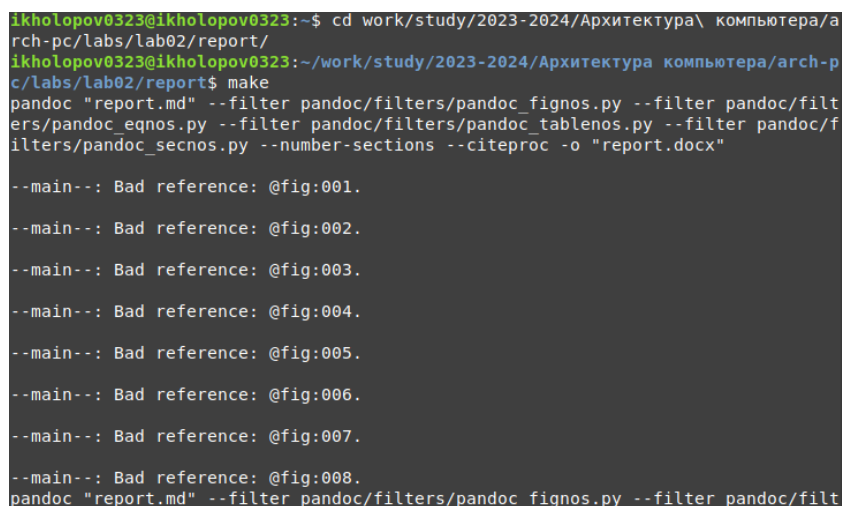 ikholopov0323@ikholopov0323:~$ cd work/study/2023-2024/Архитектура\ компьютера/a
rch-pc/labs/lab02/report/
ikholopov0323@ikholopov0323:~/work/study/2023-2024/Архитектура компьютера/arch-p
c/labs/lab02/report$ make
pandoc "report.md" --filter pandoc/filters/pandoc_fignos.py --filter pandoc/filt
ers/pandoc_eqnos.py --filter pandoc/filters/pandoc_tablenos.py --filter pandoc/f
ilters/pandoc_secnos.py --number-sections --citeproc -o "report.docx"
--main--: Bad reference: @fig:001.
--main--: Bad reference: @fig:002.
--main--: Bad reference: @fig:003.
--main--: Bad reference: @fig:004.
--main--: Bad reference: @fig:005.
--main--: Bad reference: @fig:006.
--main--: Bad reference: @fig:007.
--main--: Bad reference: @fig:008.
pandoc "report.md" --filter pandoc/filters/pandoc_fignos.py --filter pandoc/filt